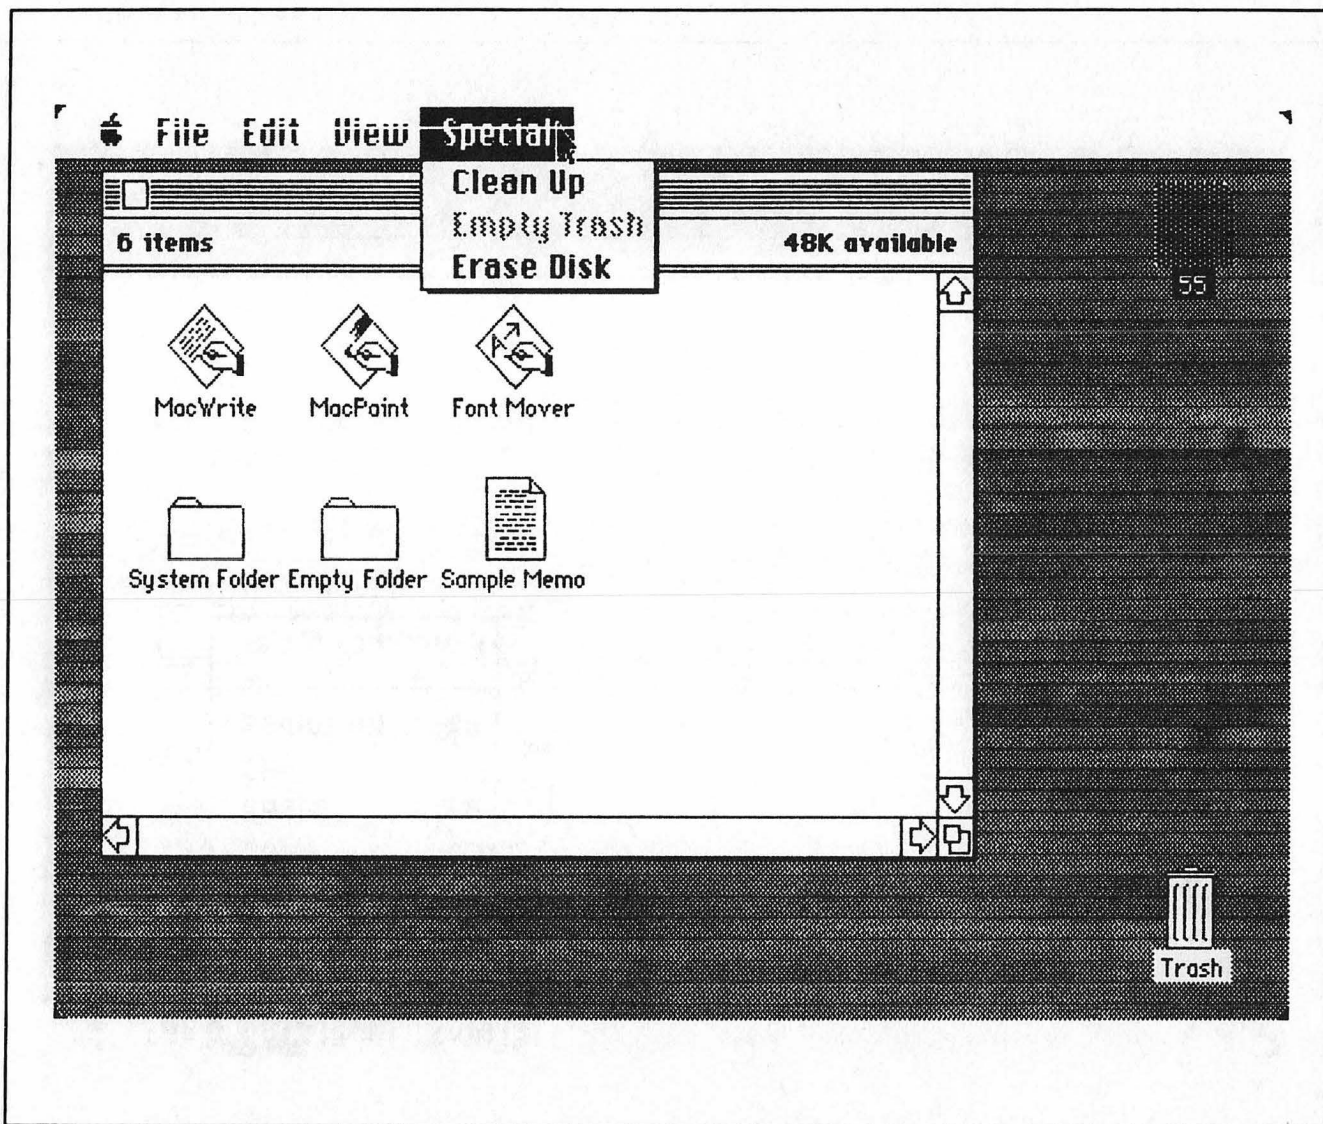 File Edit View Special
Clean Up
Empty Trash
Erase Disk
6 items 48K available
55
MacWrite MacPaint Font Mover
System Folder Empty Folder Sample Memo
Trash